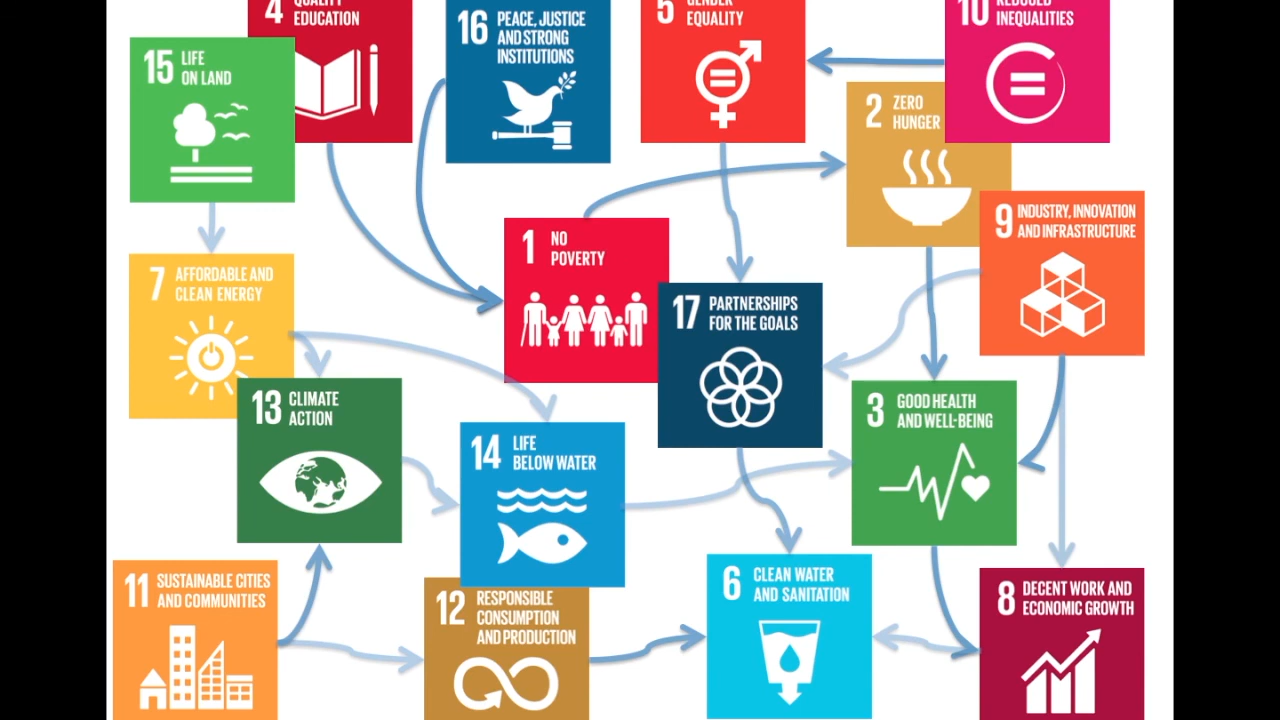 4
EDUCATION
15 LIFE
ON LAND
16 PEACE, JUSTICE
AND STRONG
INSTITUTIONS
5
EQUALITY
10
INEQUALITIES
2 ZERO
HUNGER
9 INDUSTRY, INNOVATION
AND INFRASTRUCTURE
1 NO
POVERTY
7 AFFORDABLE AND
CLEAN ENERGY
17 PARTNERSHIPS
FOR THE GOALS
13 CLIMATE
ACTION
3 GOOD HEALTH
AND WELL-BEING
14 LIFE
BELOW WATER
11 SUSTAINABLE CITIES
AND COMMUNITIES
12 RESPONSIBLE
CONSUMPTION
AND PRODUCTION
6 CLEAN WATER
AND SANITATION
8 DECENT WORK AND
ECONOMIC GROWTH